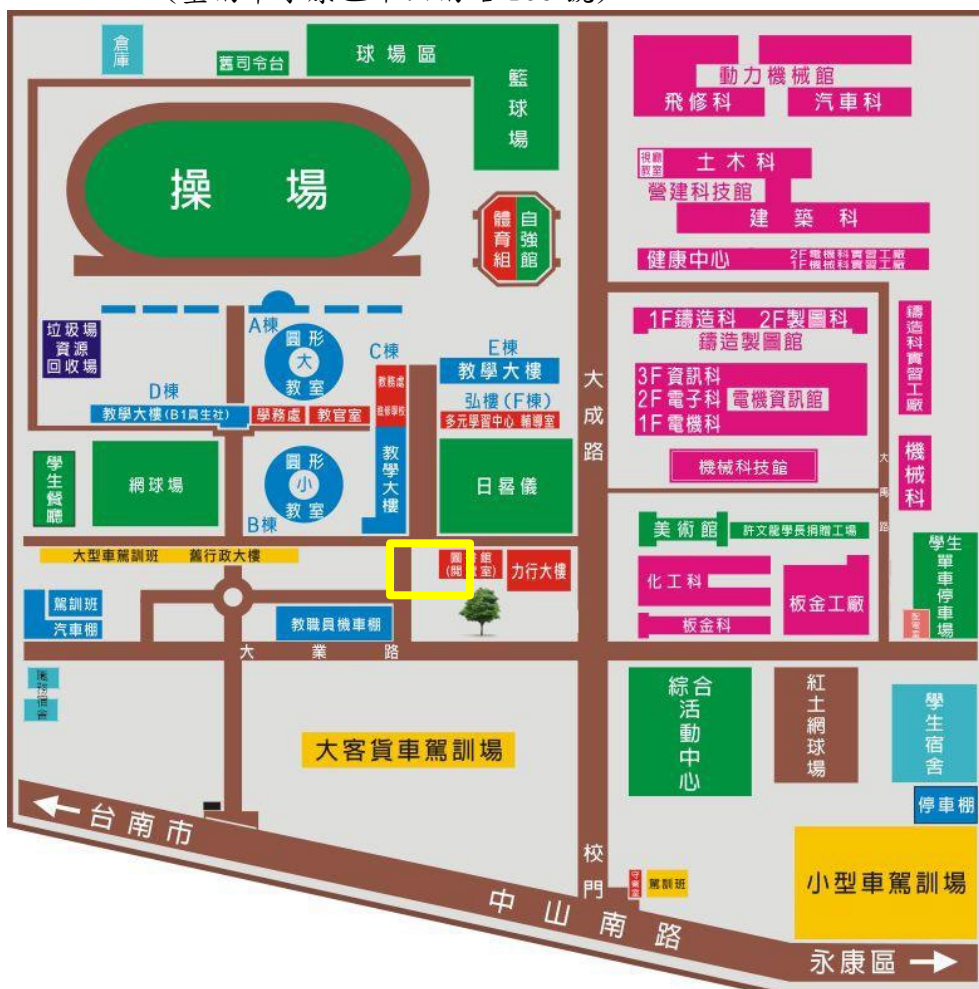 倉庫
舊司令台
球場區
籃球場
操場
體育組
自強館
動力機械館
飛修科
汽車科
視聽教室
土木科
營建科技館
建築科
健康中心
2F電機科實習工廠
1F機械科實習工廠
垃圾場
資源
回收場
A棟
圓形
大
教室
C棟
教務處
進修學校
教學大樓
E棟
教學大樓
弘樓(F棟)
多元學習中心 輔導室
D棟
教學大樓(B1員生社)
學務處
教官室
學生餐廳
網球場
圓形
小
教室
B棟
日晷儀
大成路
1F鑄造科 2F製圖科
鑄造製圖館
3F資訊科
2F電子科
1F電機科
電機資訊館
機械科技館
鑄造科實習工廠
機械科
大禹路
美術館
許文龍學長捐贈工場
化工科
板金科
板金工廠
學生單車停車場
大型車駕訓班 舊行政大樓
力行大樓
駕訓班
汽車棚
教職員機車棚
大業路
大客貨車駕訓場
綜合活動中心
紅土網球場
學生宿舍
停車棚
小型車駕訓場
校門
守衛室
駕訓班
台南市
中山南路
永康區